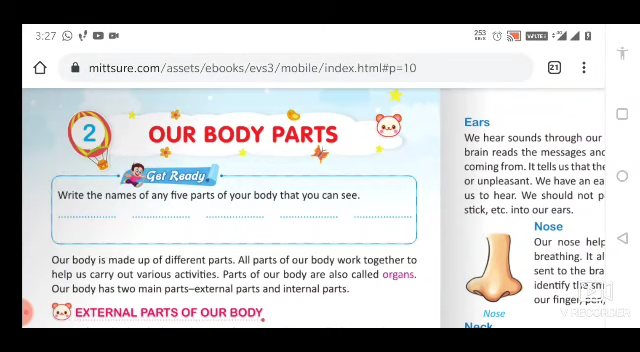 3:27
253
KB/S
VoLTE
mittsure.com/assets/ebooks/evs3/mobile/index.html#p=10
21
2
OUR BODY PARTS
Get Ready
Write the names of any five parts of your body that you can see.
Our body is made up of different parts. All parts of our body work together to
help us carry out various activities. Parts of our body are also called organs.
Our body has two main parts–external parts and internal parts.
EXTERNAL PARTS OF OUR BODY
Ears
We hear sounds through our
brain reads the messages and
coming from. It tells us that the
or unpleasant. We have an ea
us to hear. We should not p
stick, etc. into our ears.
Nose
Our nose help
breathing. It al
sent to the bra
identify the sm
our finger, pen,
Nose
Neck
V RECORDER